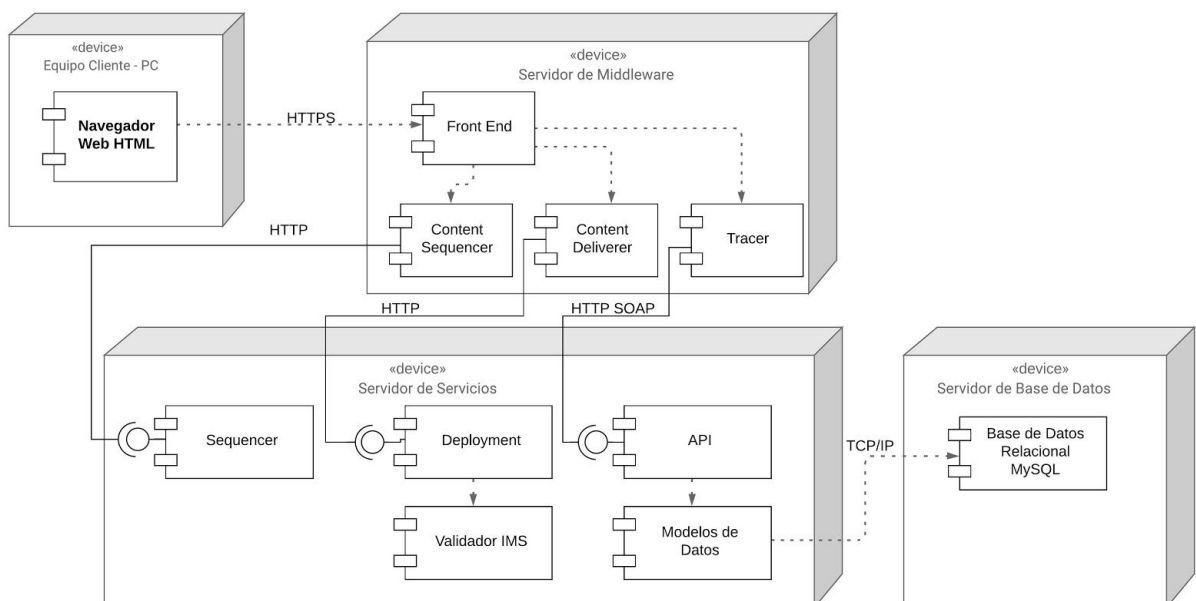 «device»
Equipo Cliente - PC
Navegador
Web HTML
HTTPS
«device»
Servidor de Middleware
Front End
Content
Sequencer
Content
Deliverer
Tracer
HTTP
HTTP
HTTP SOAP
«device»
Servidor de Servicios
Sequencer
Deployment
API
Validador IMS
Modelos de
Datos
TCP/IP
«device»
Servidor de Base de Datos
Base de Datos
Relacional
MySQL